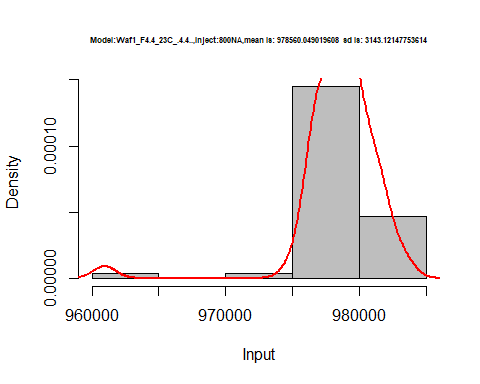 Model:Waf1_F4.4_23C_.4.4._,Inject:800NA,mean is: 978560.049019608 sd is: 3143.12147753614
0.00010
Density
0.00000
960000 970000 980000
Input